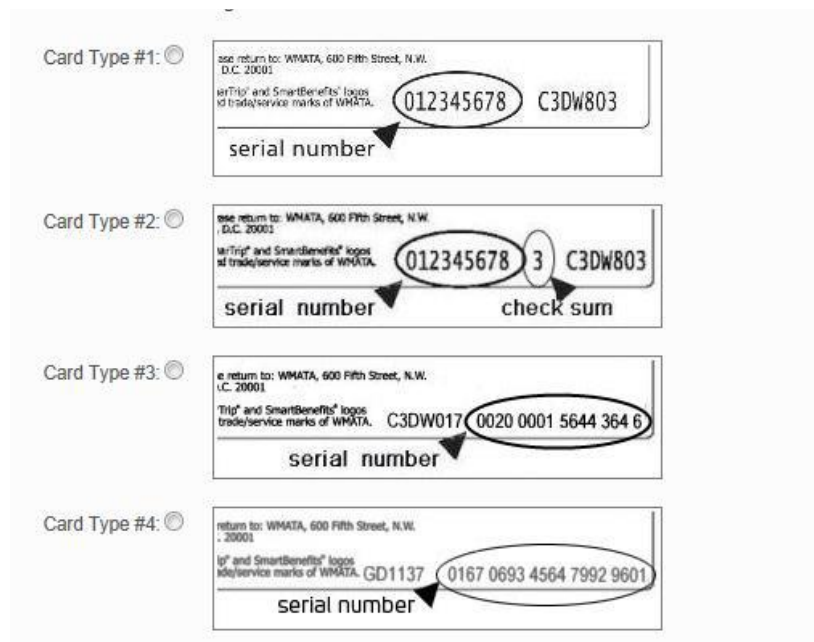 Card Type #1:
ase return to: WMATA, 600 Fifth Street, N.W.
D.C. 20001
arTrip® and SmartBenefits® logos
d trade/service marks of WMATA.
012345678 C3DW803
serial number
Card Type #2:
ase return to: WMATA, 600 Fifth Street, N.W.
, D.C. 20001
arTrip® and SmartBenefits® logos
d trade/service marks of WMATA.
012345678 3 C3DW803
serial number check sum
Card Type #3:
e return to: WMATA, 600 Fifth Street, N.W.
.C. 20001
Trip® and SmartBenefits® logos
trade/service marks of WMATA.
C3DW017 0020 0001 5644 364 6
serial number
Card Type #4:
return to: WMATA, 600 Fifth Street, N.W.
. 20001
ip® and SmartBenefits® logos
ade/service marks of WMATA.
GD1137 0167 0693 4564 7992 9601
serial number